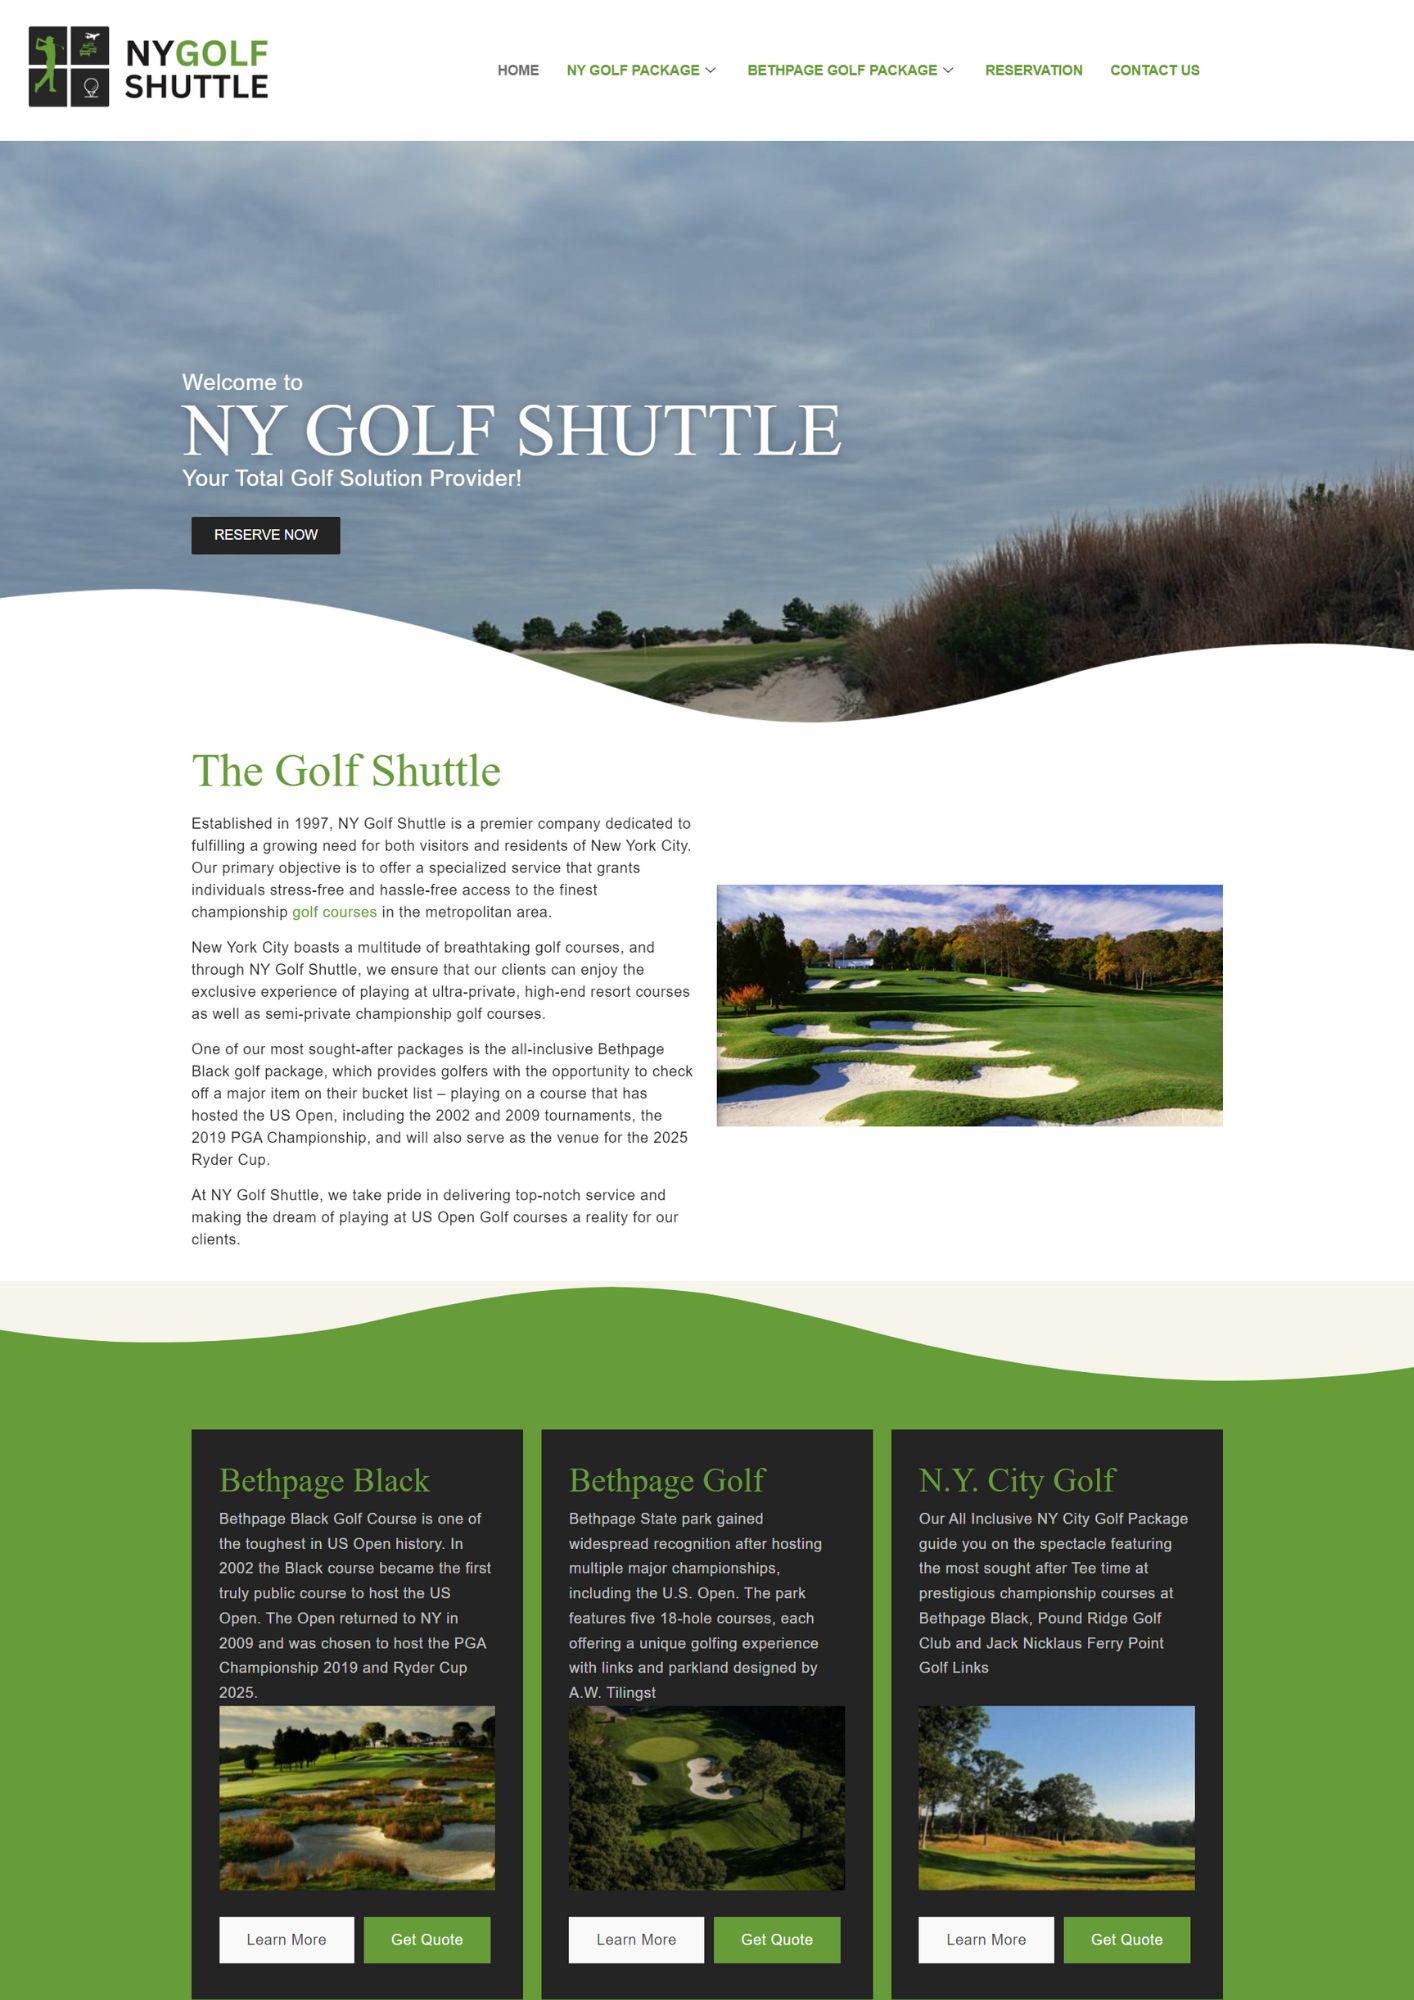 NYGOLF
SHUTTLE
HOME NY GOLF PACKAGE BETHPAGE GOLF PACKAGE RESERVATION CONTACT US
Welcome to
NY GOLF SHUTTLE
Your Total Golf Solution Provider!
RESERVE NOW
The Golf Shuttle
Established in 1997, NY Golf Shuttle is a premier company dedicated to
fulfilling a growing need for both visitors and residents of New York City.
Our primary objective is to offer a specialized service that grants
individuals stress-free and hassle-free access to the finest
championship golf courses in the metropolitan area.
New York City boasts a multitude of breathtaking golf courses, and
through NY Golf Shuttle, we ensure that our clients can enjoy the
exclusive experience of playing at ultra-private, high-end resort courses
as well as semi-private championship golf courses.
One of our most sought-after packages is the all-inclusive Bethpage
Black golf package, which provides golfers with the opportunity to check
off a major item on their bucket list – playing on a course that has
hosted the US Open, including the 2002 and 2009 tournaments, the
2019 PGA Championship, and will also serve as the venue for the 2025
Ryder Cup.
At NY Golf Shuttle, we take pride in delivering top-notch service and
making the dream of playing at US Open Golf courses a reality for our
clients.
Bethpage Black
Bethpage Black Golf Course is one of
the toughest in US Open history. In
2002 the Black course became the first
truly public course to host the US
Open. The Open returned to NY in
2009 and was chosen to host the PGA
Championship 2019 and Ryder Cup
2025.
Learn More Get Quote
Bethpage Golf
Bethpage State park gained
widespread recognition after hosting
multiple major championships,
including the U.S. Open. The park
features five 18-hole courses, each
offering a unique golfing experience
with links and parkland designed by
A.W. Tilingst
Learn More Get Quote
N.Y. City Golf
Our All Inclusive NY City Golf Package
guide you on the spectacle featuring
the most sought after Tee time at
prestigious championship courses at
Bethpage Black, Pound Ridge Golf
Club and Jack Nicklaus Ferry Point
Golf Links
Learn More Get Quote